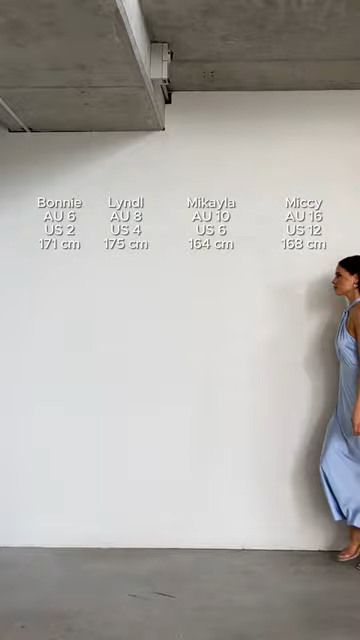 Bonnie
AU 6
US 2
171 cm
Lyndl
AU 8
US 4
175 cm
Mikayla
AU 10
US 6
164 cm
Miccy
AU 16
US 12
168 cm